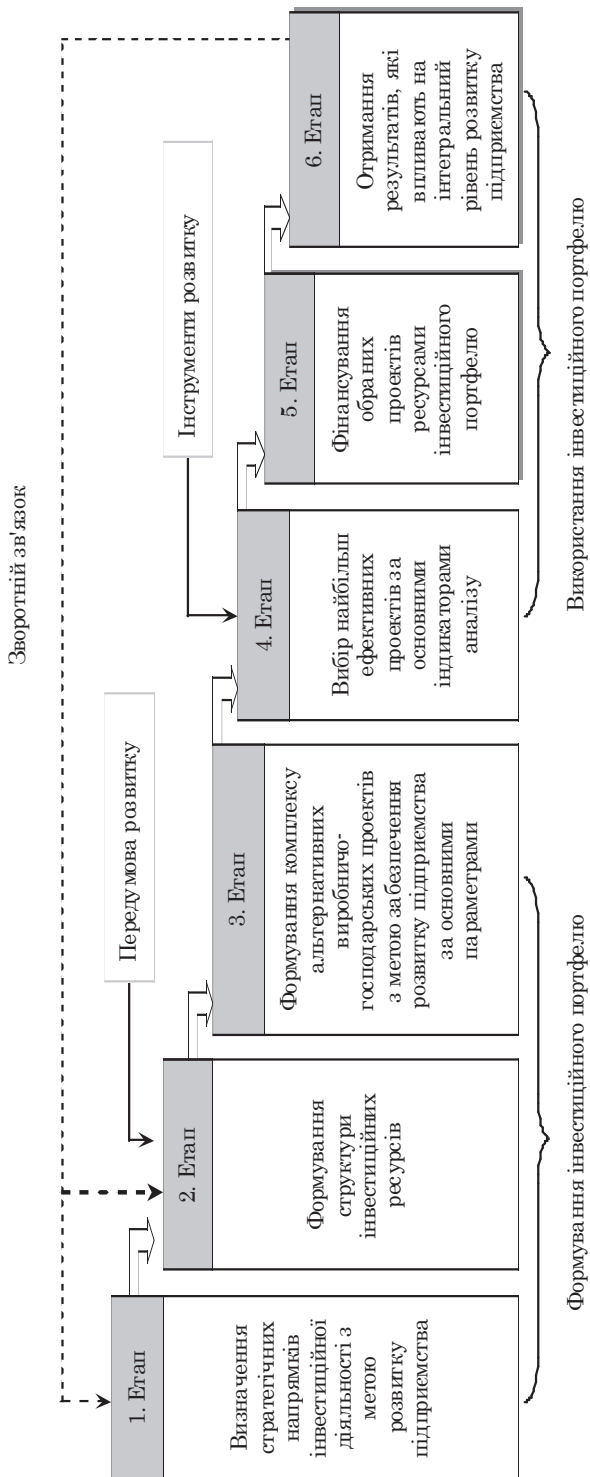 Зворотній зв'язок
Передумова розвитку
Інструменти розвитку
1. Етап
Визначення
стратегічних
напрямків
інвестиційної
діяльності з
метою
розвитку
підприємства
2. Етап
Формування
структури
інвестиційних
ресурсів
3. Етап
Формування комплексу
альтернативних
виробничо-
господарських проектів
з метою забезпечення
розвитку підприємства
за основними
параметрами
4. Етап
Вибір найбільш
ефективних
проектів за
основними
індикаторами
аналізу
5. Етап
Фінансування
обраних
проектів
ресурсами
інвестиційного
портфелю
6. Етап
Отримання
результатів, які
впливають на
інтегральний
рівень розвитку
підприємства
Формування інвестиційного портфелю
Використання інвестиційного портфелю